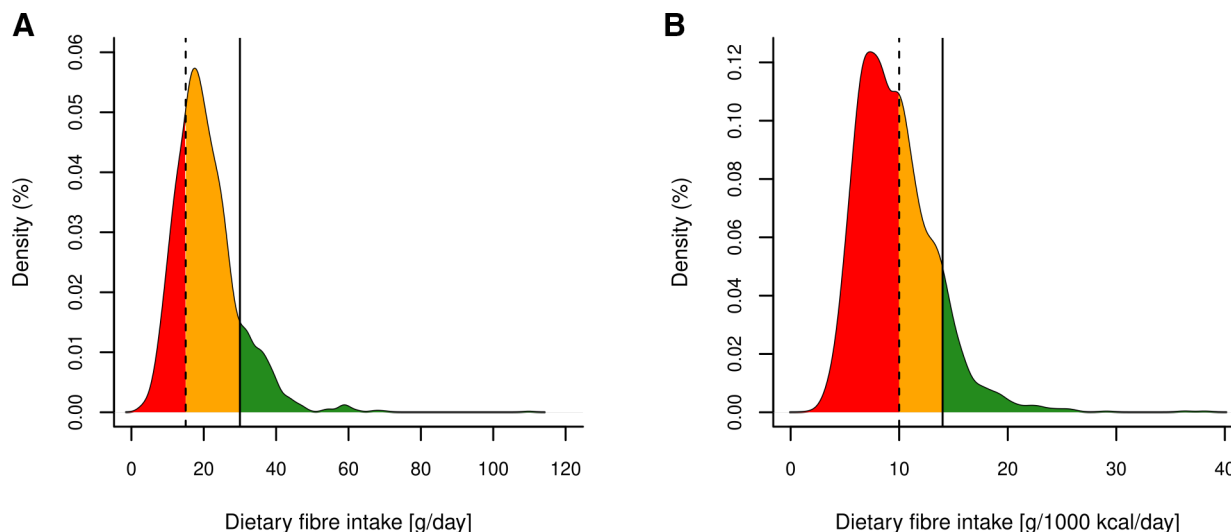 A
Density (%)
0.06
0.05
0.04
0.03
0.02
0.01
0.00
0 20 40 60 80 100 120
Dietary fibre intake [g/day]
B
Density (%)
0.12
0.10
0.08
0.06
0.04
0.02
0.00
0 10 20 30 40
Dietary fibre intake [g/1000 kcal/day]